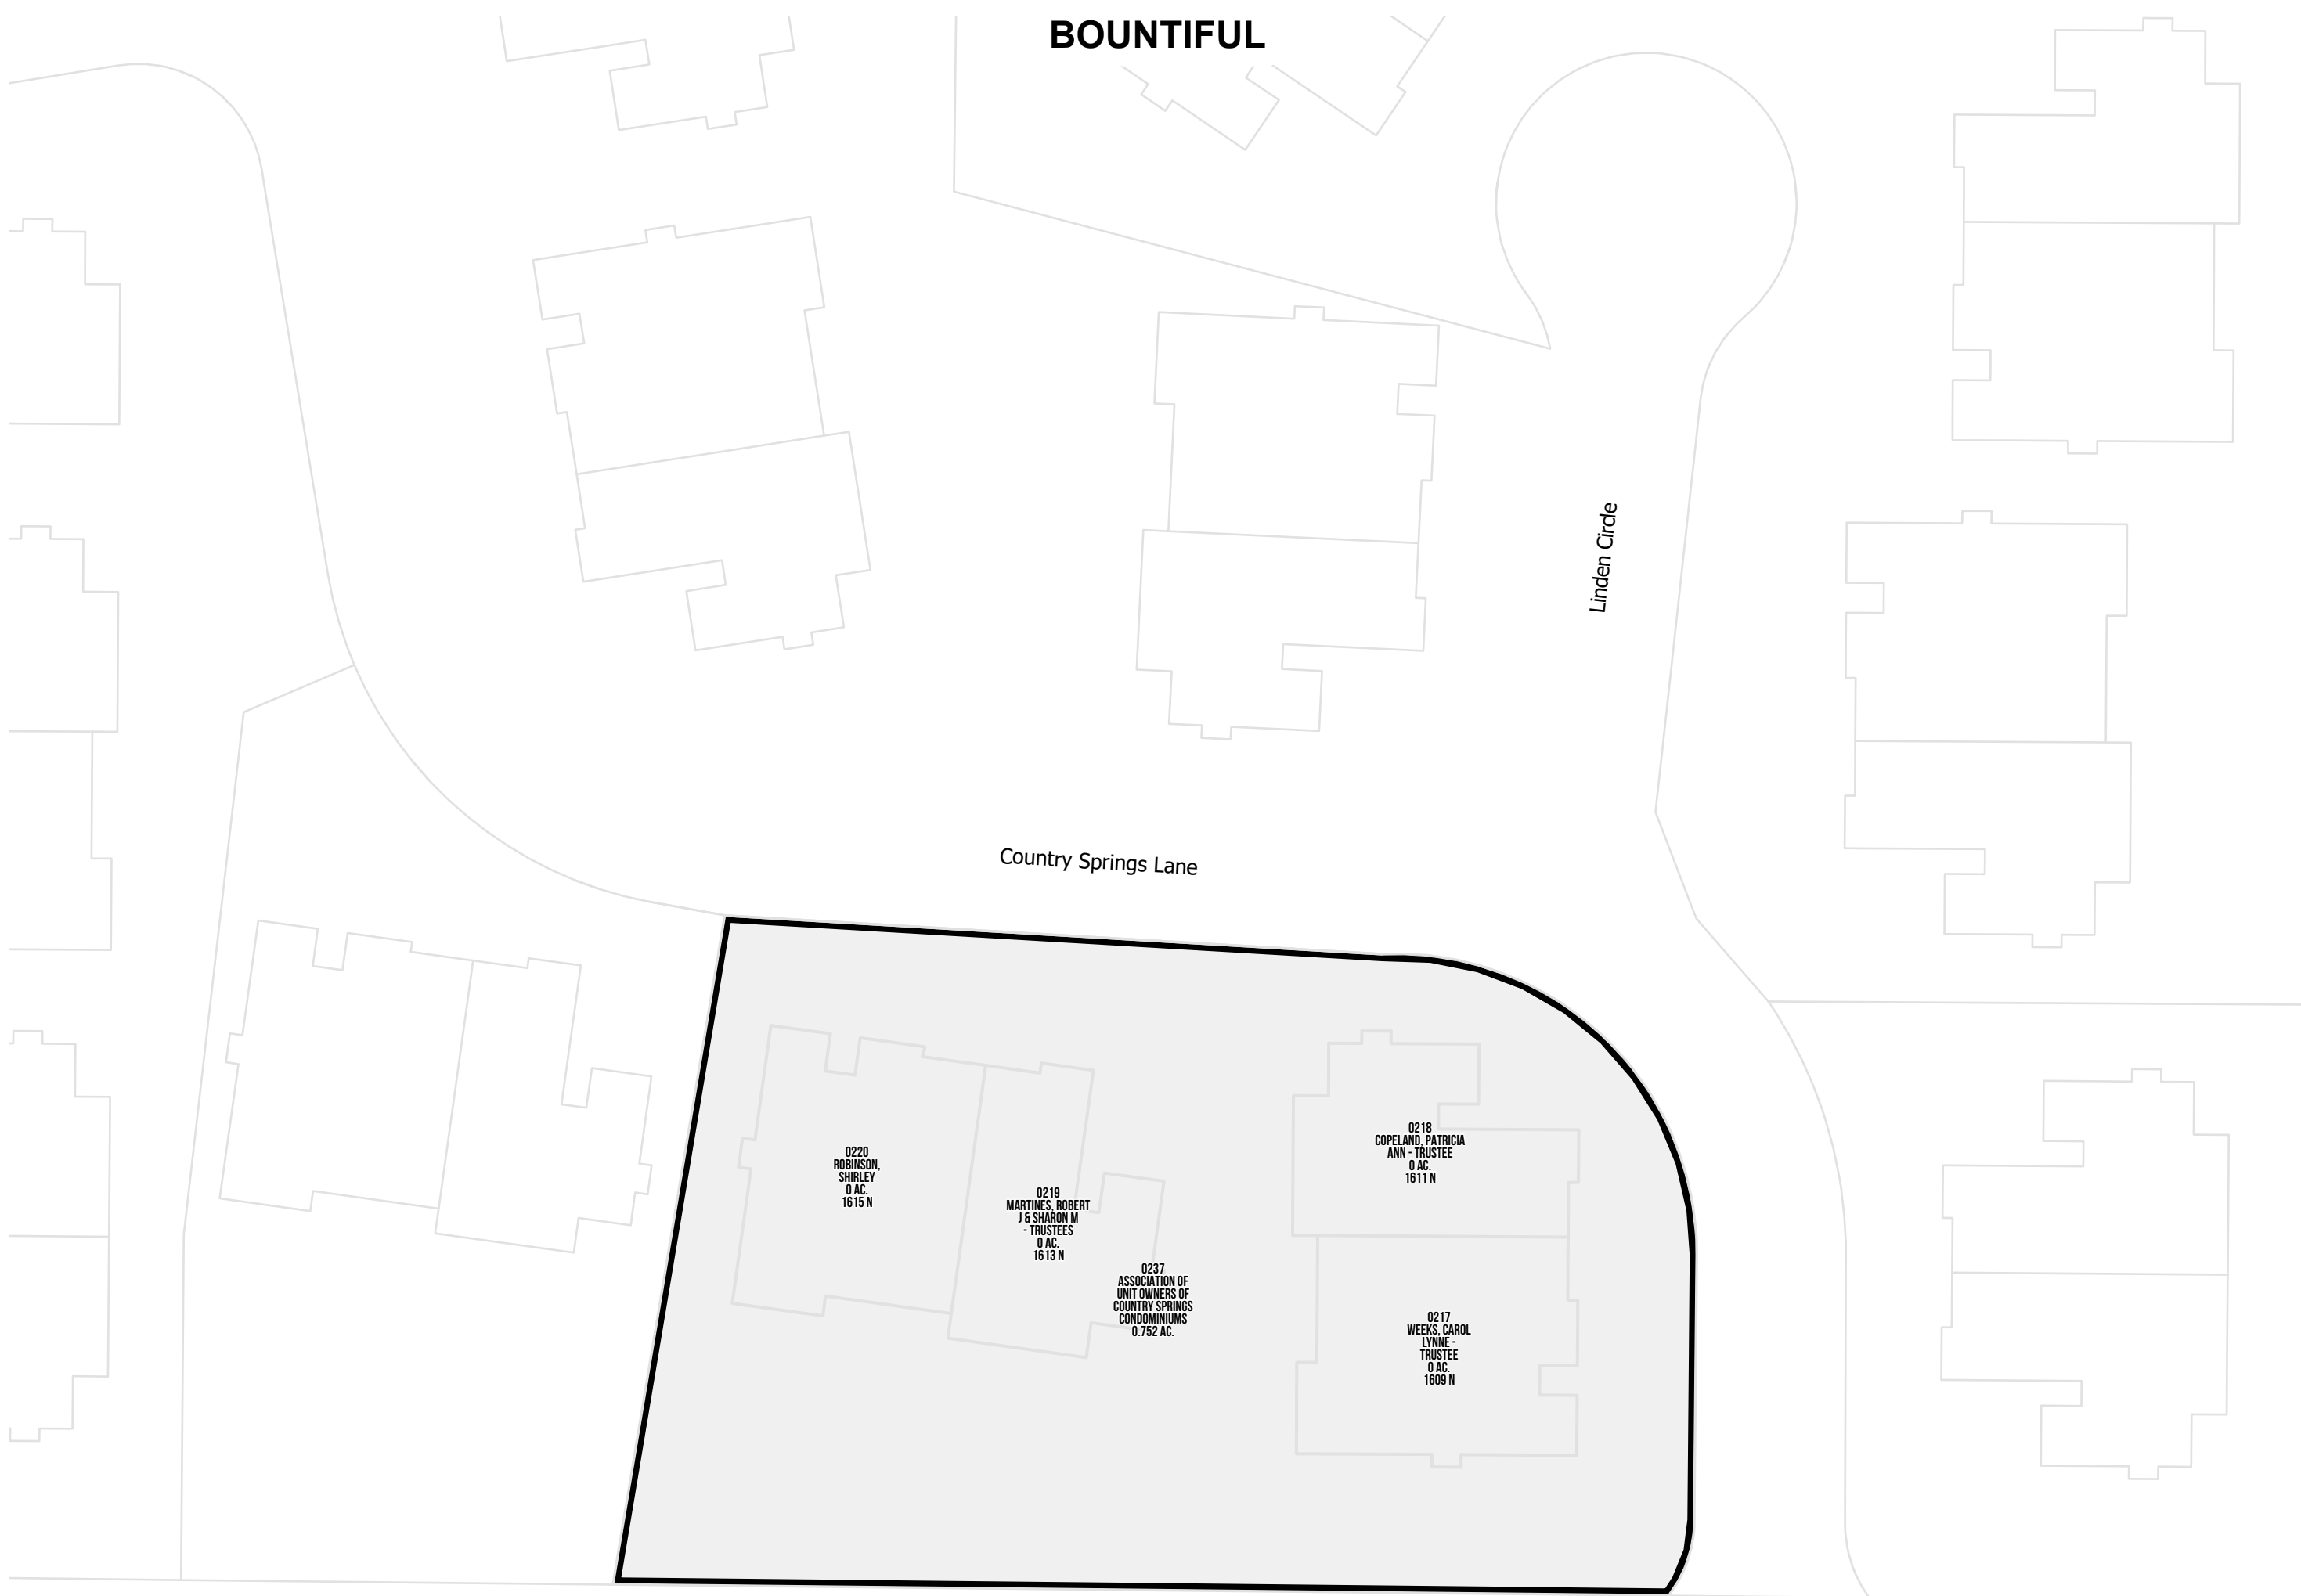 BOUNTIFUL
Linden Circle
Country Springs Lane
0220
ROBINSON,
SHIRLEY
0 AC.
1615 N
0219
MARTINES, ROBERT
J & SHARON M
- TRUSTEES
0 AC.
1613 N
0237
ASSOCIATION OF
UNIT OWNERS OF
COUNTRY SPRINGS
CONDOMINIUMS
0.752 AC.
0218
COPELAND, PATRICIA
ANN - TRUSTEE
0 AC.
1611 N
0217
WEEKS, CAROL
LYNNE -
TRUSTEE
0 AC.
1609 N